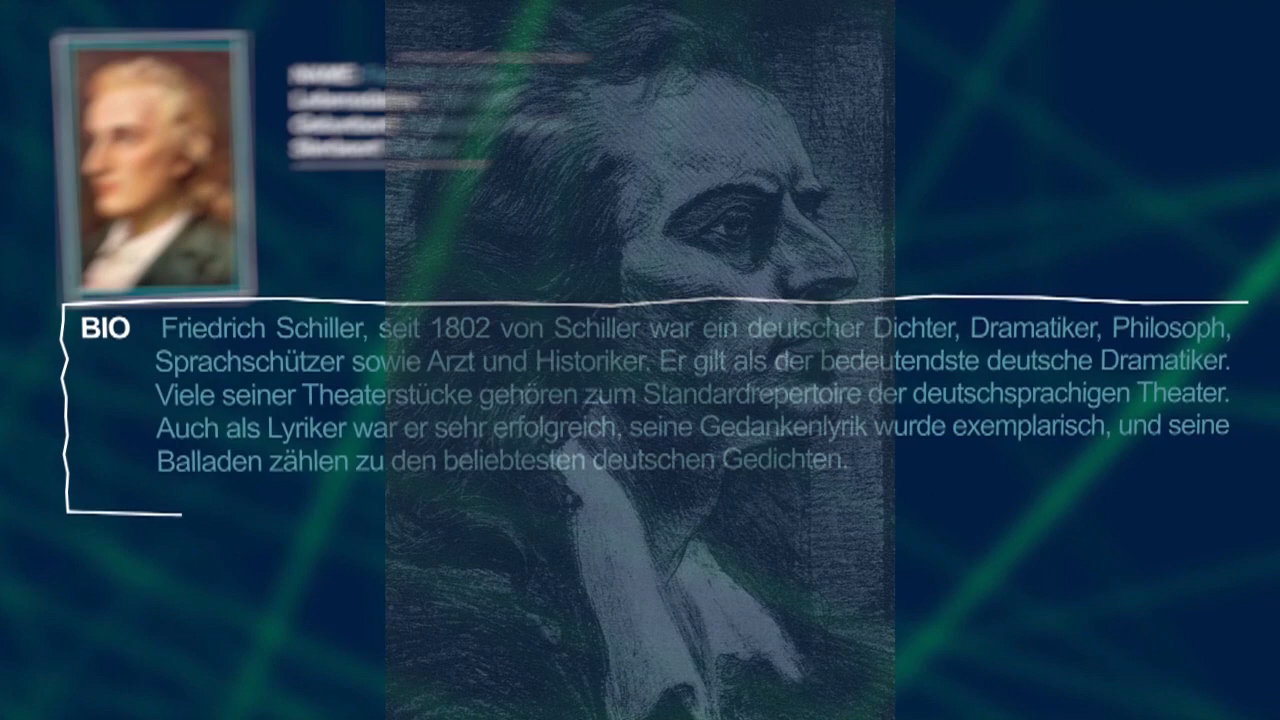 NAME:
BIO Friedrich Schiller, seit 1802 von Schiller war ein deutscher Dichter, Dramatiker, Philosoph,
Sprachschützer sowie Arzt und Historiker. Er gilt als der bedeutendste deutsche Dramatiker.
Viele seiner Theaterstücke gehören zum Standardrepertoire der deutschsprachigen Theater.
Auch als Lyriker war er sehr erfolgreich, seine Gedankenlyrik wurde exemplarisch, und seine
Balladen zählen zu den beliebtesten deutschen Gedichten.